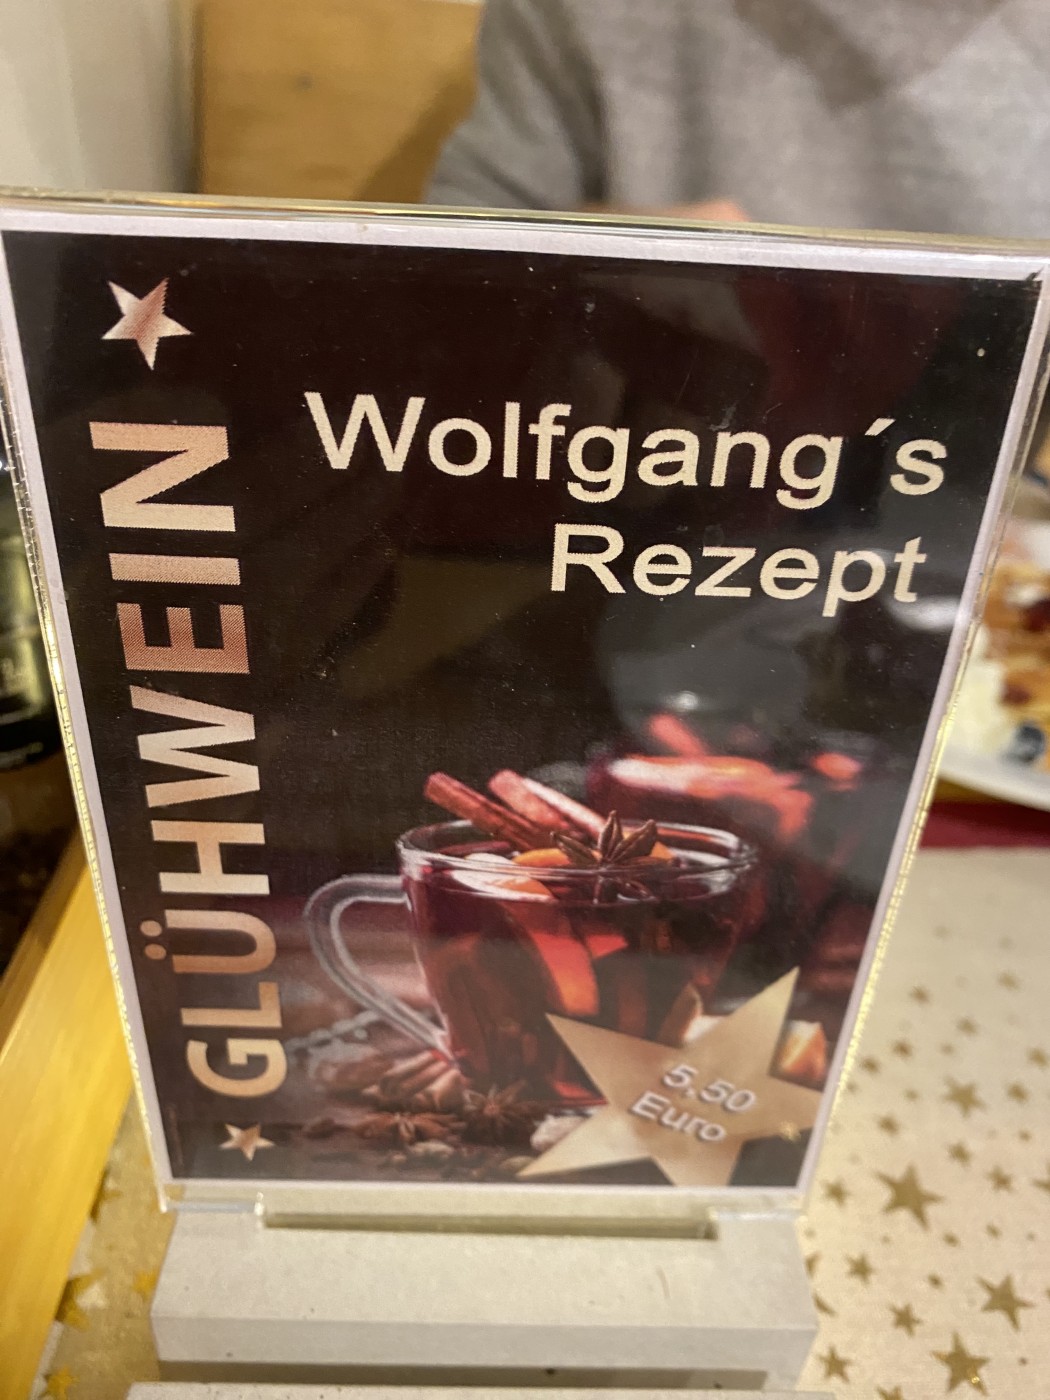 GLÜHWEIN
Wolfgang´s
Rezept
5,50
Euro